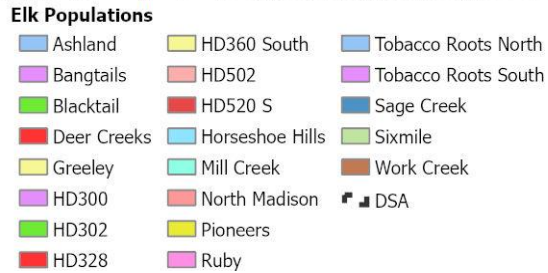 Elk Populations
Ashland
Bangtails
Blacktail
Deer Creeks
Greeley
HD300
HD302
HD328
HD360 South
HD502
HD520 S
Horseshoe Hills
Mill Creek
North Madison
Pioneers
Ruby
Tobacco Roots North
Tobacco Roots South
Sage Creek
Sixmile
Work Creek
DSA